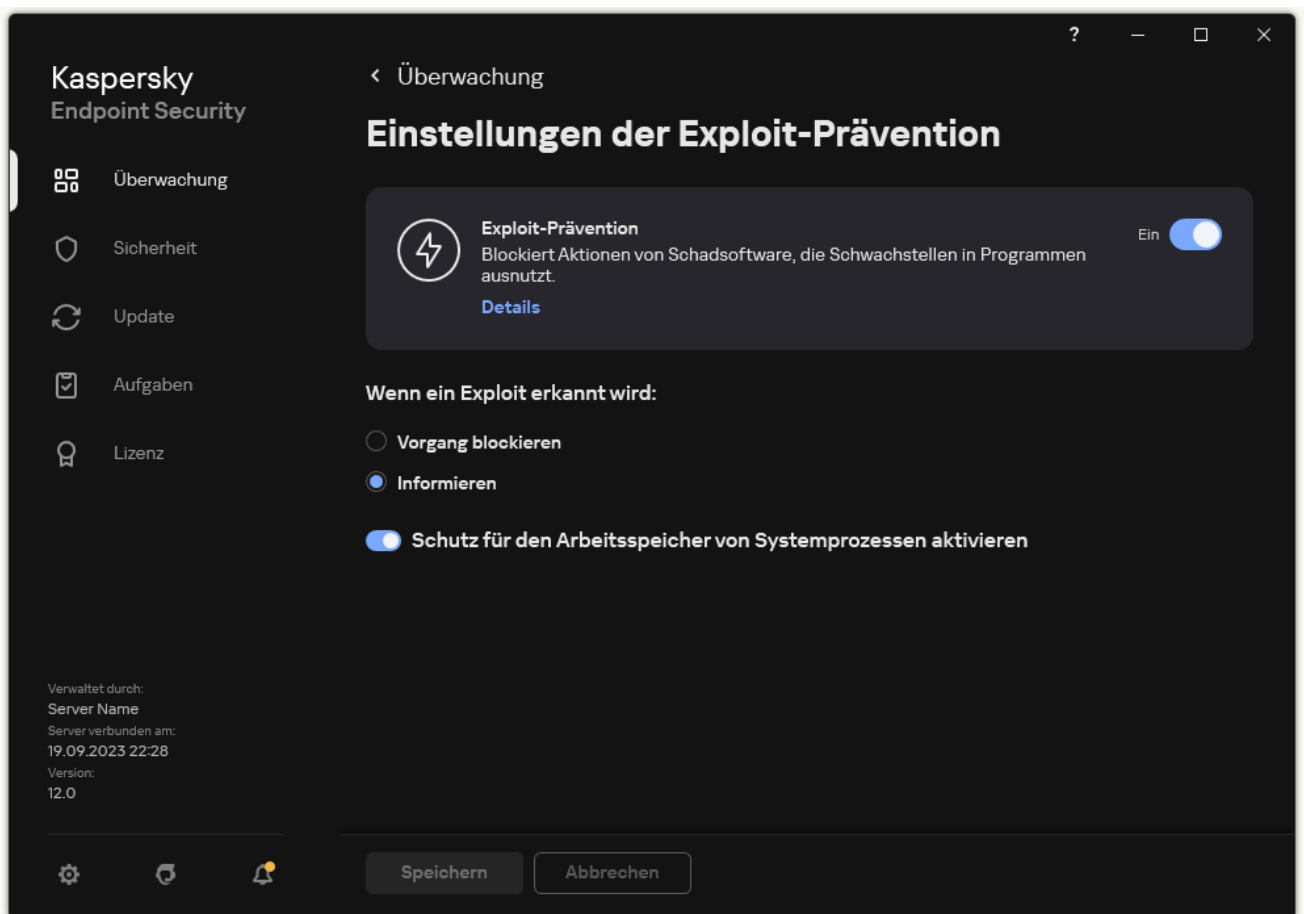 ?
Kaspersky
Endpoint Security
Überwachung
Sicherheit
Update
Aufgaben
Lizenz
Verwaltet durch:
Server Name
Server verbunden am:
19.09.2023 22:28
Version:
12.0
Überwachung
Einstellungen der Exploit-Prävention
Exploit-Prävention
Blockiert Aktionen von Schadsoftware, die Schwachstellen in Programmen
ausnutzt.
Details
Ein
Wenn ein Exploit erkannt wird:
Vorgang blockieren
Informieren
Schutz für den Arbeitsspeicher von Systemprozessen aktivieren
Speichern
Abbrechen